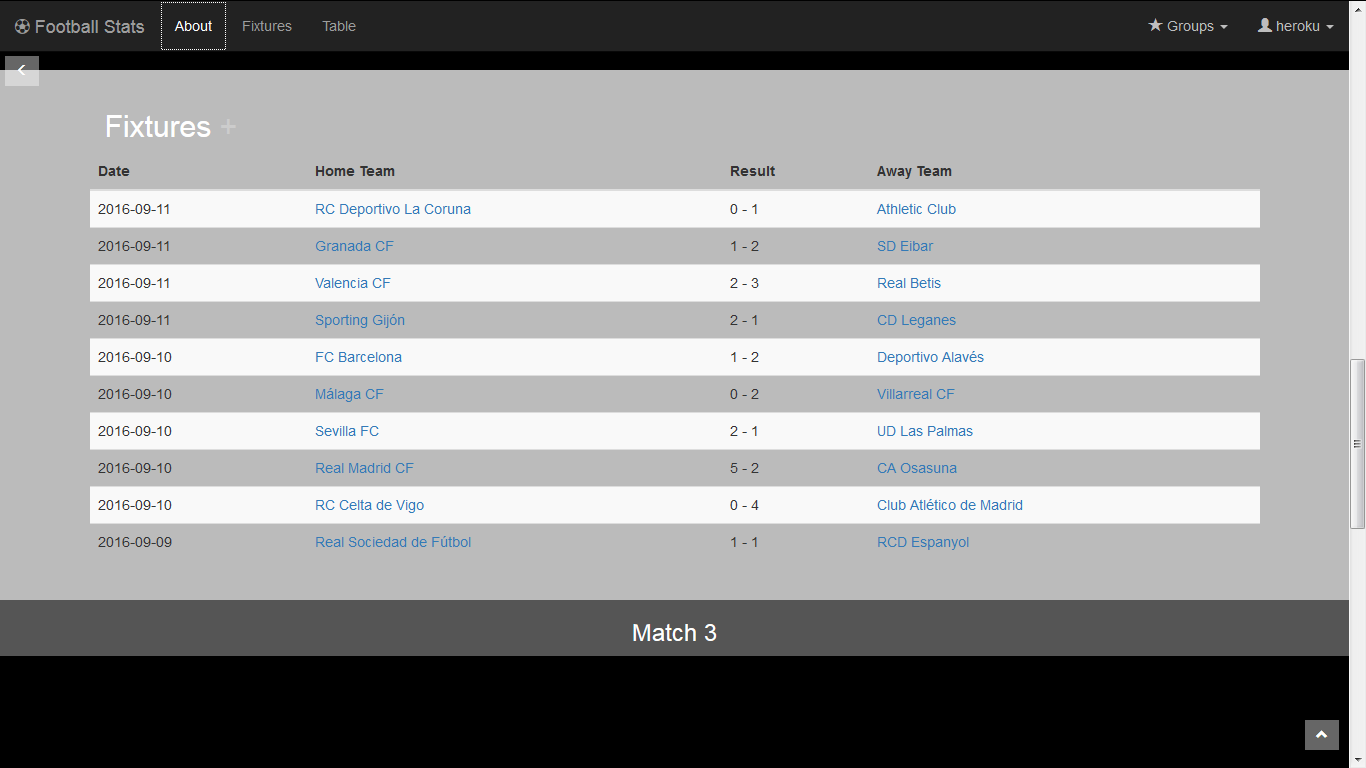 Football Stats About Fixtures Table Groups heroku
Fixtures +
Date Home Team Result Away Team
2016-09-11 RC Deportivo La Coruna 0 - 1 Athletic Club
2016-09-11 Granada CF 1 - 2 SD Eibar
2016-09-11 Valencia CF 2 - 3 Real Betis
2016-09-11 Sporting Gijón 2 - 1 CD Leganes
2016-09-10 FC Barcelona 1 - 2 Deportivo Alavés
2016-09-10 Málaga CF 0 - 2 Villarreal CF
2016-09-10 Sevilla FC 2 - 1 UD Las Palmas
2016-09-10 Real Madrid CF 5 - 2 CA Osasuna
2016-09-10 RC Celta de Vigo 0 - 4 Club Atlético de Madrid
2016-09-09 Real Sociedad de Fútbol 1 - 1 RCD Espanyol
Match 3